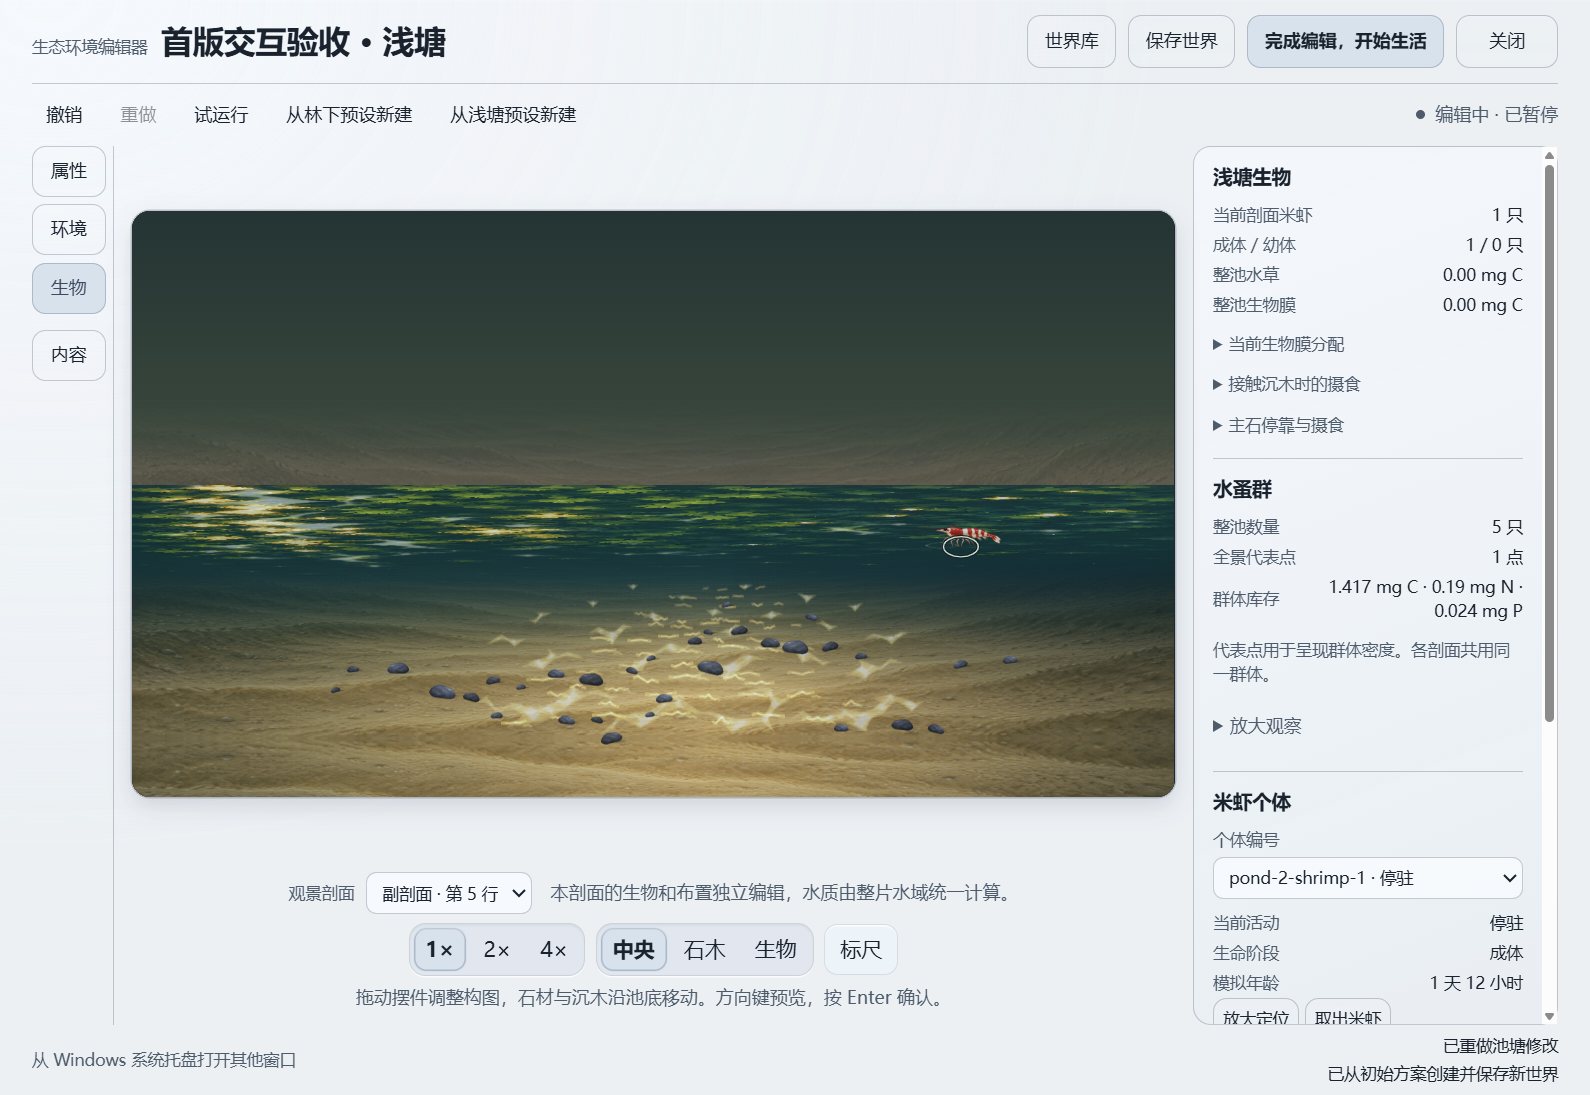 生态环境编辑器 首版交互验收・浅塘
世界库
保存世界
完成编辑，开始生活
关闭
撤销
重做
试运行
从林下预设新建
从浅塘预设新建
编辑中 · 已暂停
属性
环境
生物
内容
浅塘生物
当前剖面米虾 1 只
成体 / 幼体 1 / 0 只
整池水草 0.00 mg C
整池生物膜 0.00 mg C
当前生物膜分配
接触沉木时的摄食
主石停靠与摄食
水蚤群
整池数量 5 只
全景代表点 1 点
群体库存 1.417 mg C · 0.19 mg N ·
0.024 mg P
代表点用于呈现群体密度。各剖面共用同
一群体。
放大观察
米虾个体
个体编号
pond-2-shrimp-1 · 停驻
当前活动 停驻
生命阶段 成体
模拟年龄 1 天 12 小时
放大定位
取出米虾
观景剖面 副剖面 · 第 5 行 本剖面的生物和布置独立编辑，水质由整片水域统一计算。
1× 2× 4× 中央 石木 生物 标尺
拖动摆件调整构图，石材与沉木沿池底移动。方向键预览，按 Enter 确认。
从 Windows 系统托盘打开其他窗口
已重做池塘修改
已从初始方案创建并保存新世界